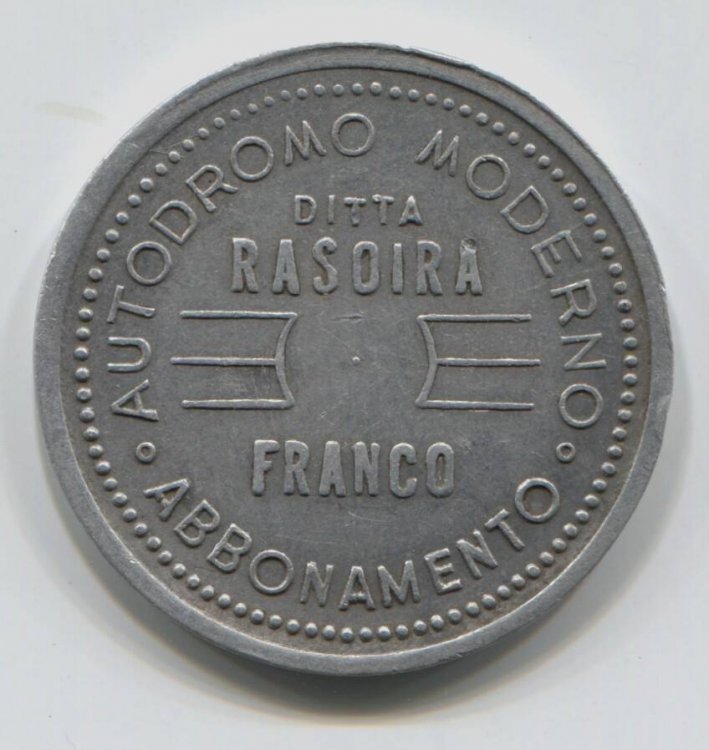 AUTODROMO MODERNO
DITTA
RASOIRA
FRANCO
ABBONAMENTO